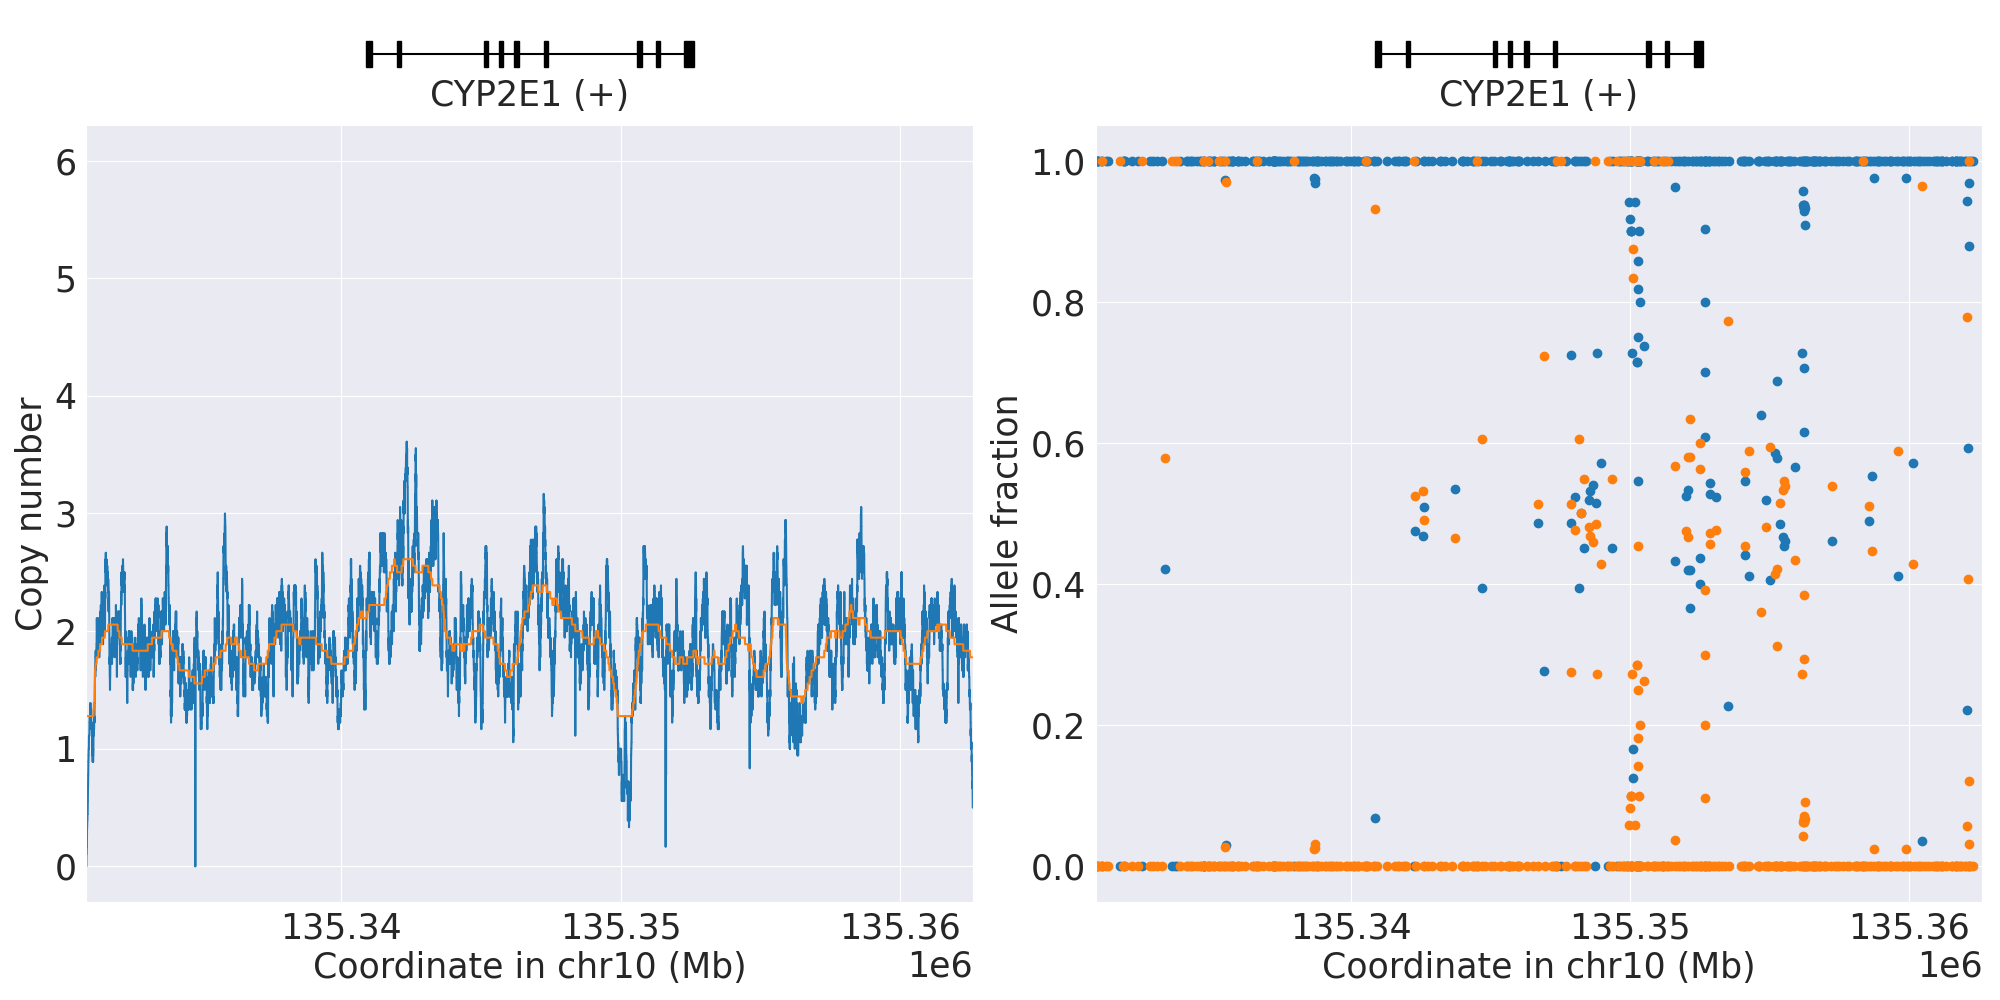 CYP2E1 (+)
6
5
4
3
2
1
0
Copy number
135.34 135.35 135.36
Coordinate in chr10 (Mb)
1e6
CYP2E1 (+)
1.0
0.8
0.6
0.4
0.2
0.0
Allele fraction
135.34 135.35 135.36
Coordinate in chr10 (Mb)
1e6